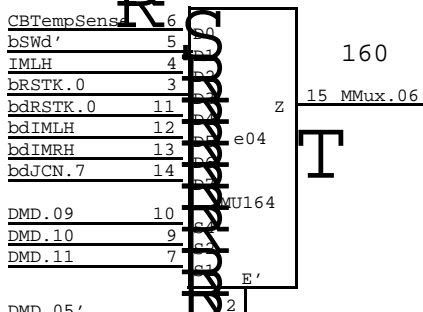 CBTempSense 6
bSWd' 5
IMLH 4
bRSTK.0 3
bdRSTK.0 11
bdIMLH 12
bdIMRH 13
bdJCN.7 14
DMD.09 10
DMD.10 9
DMD.11 7
160
Z 15 MMux.06
e04
T
MU164
E'
2
DMD.05'